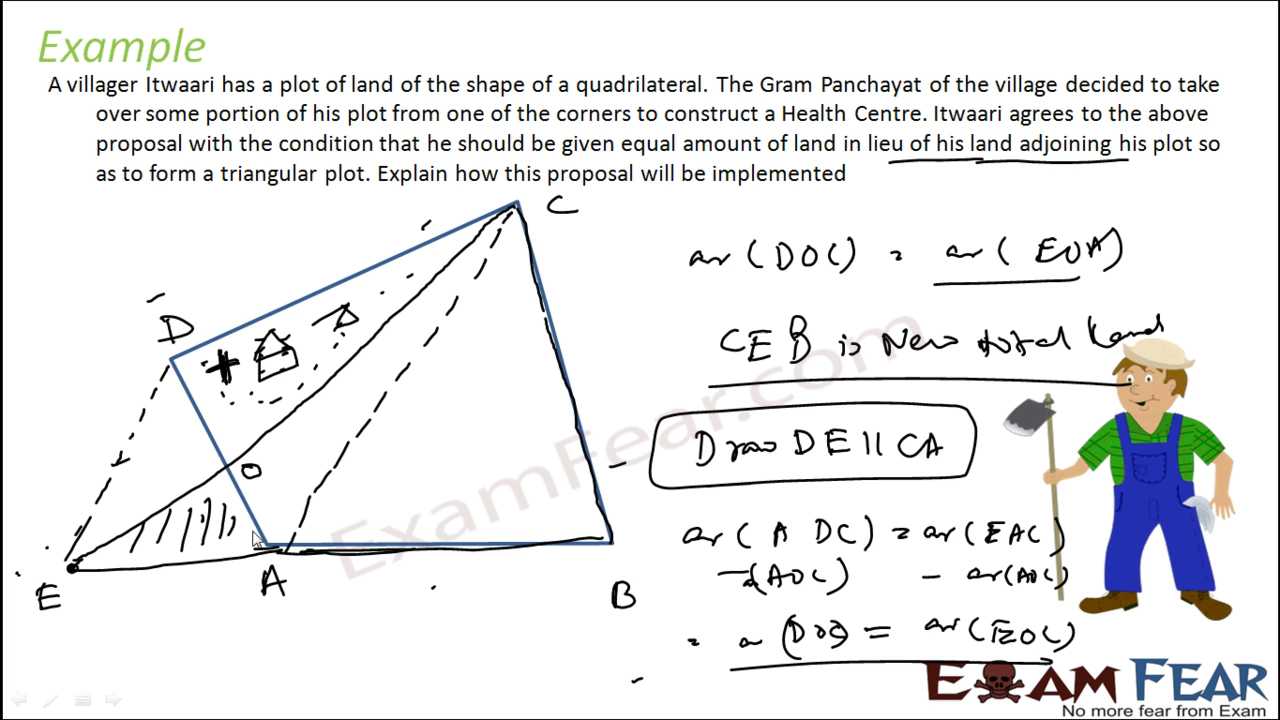 Example
A villager Itwaari has a plot of land of the shape of a quadrilateral. The Gram Panchayat of the village decided to take
over some portion of his plot from one of the corners to construct a Health Centre. Itwaari agrees to the above
proposal with the condition that he should be given equal amount of land in lieu of his land adjoining his plot so
as to form a triangular plot. Explain how this proposal will be implemented
C
D
O
E
A
B
ar (DOC) = ar (EOA)
CEB is New total Land
Draw DE || CA
ar (ADC) = ar (EAC)
- (AOC) - ar(AOC)
= (DOC) = ar (EOC)
ExamFear.com
EXAM FEAR
No more fear from Exam